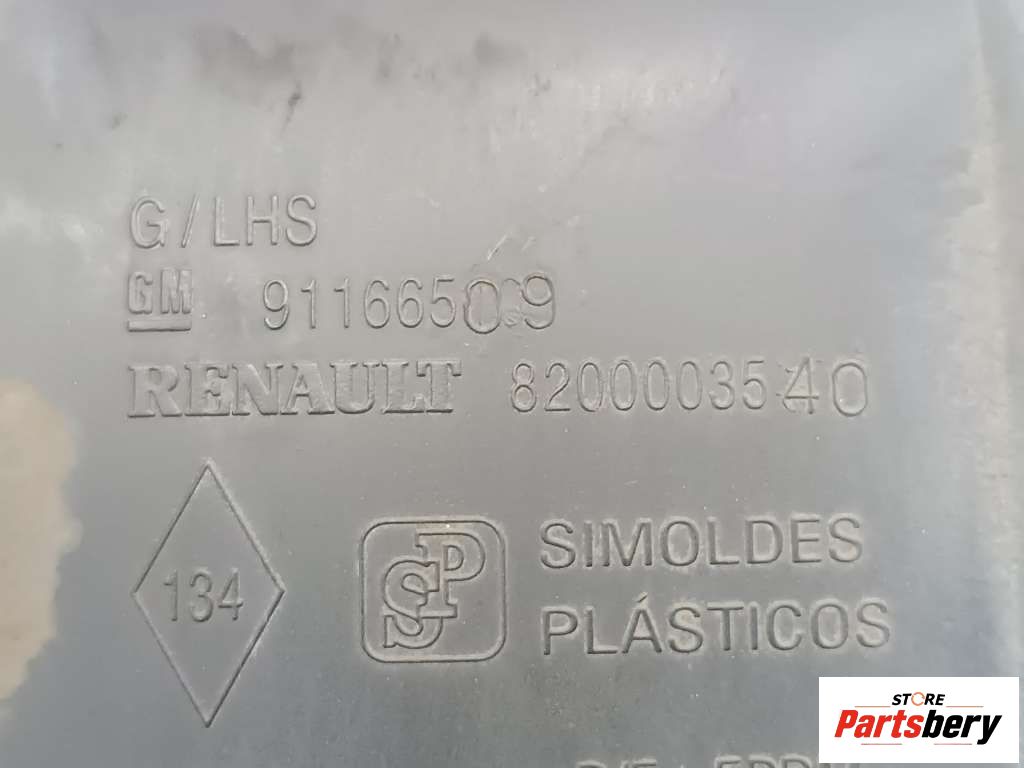 G/LHS
GM 91166509
RENAULT 8200003540
134
SP
SIMOLDES
PLÁSTICOS
STORE
Partsbery